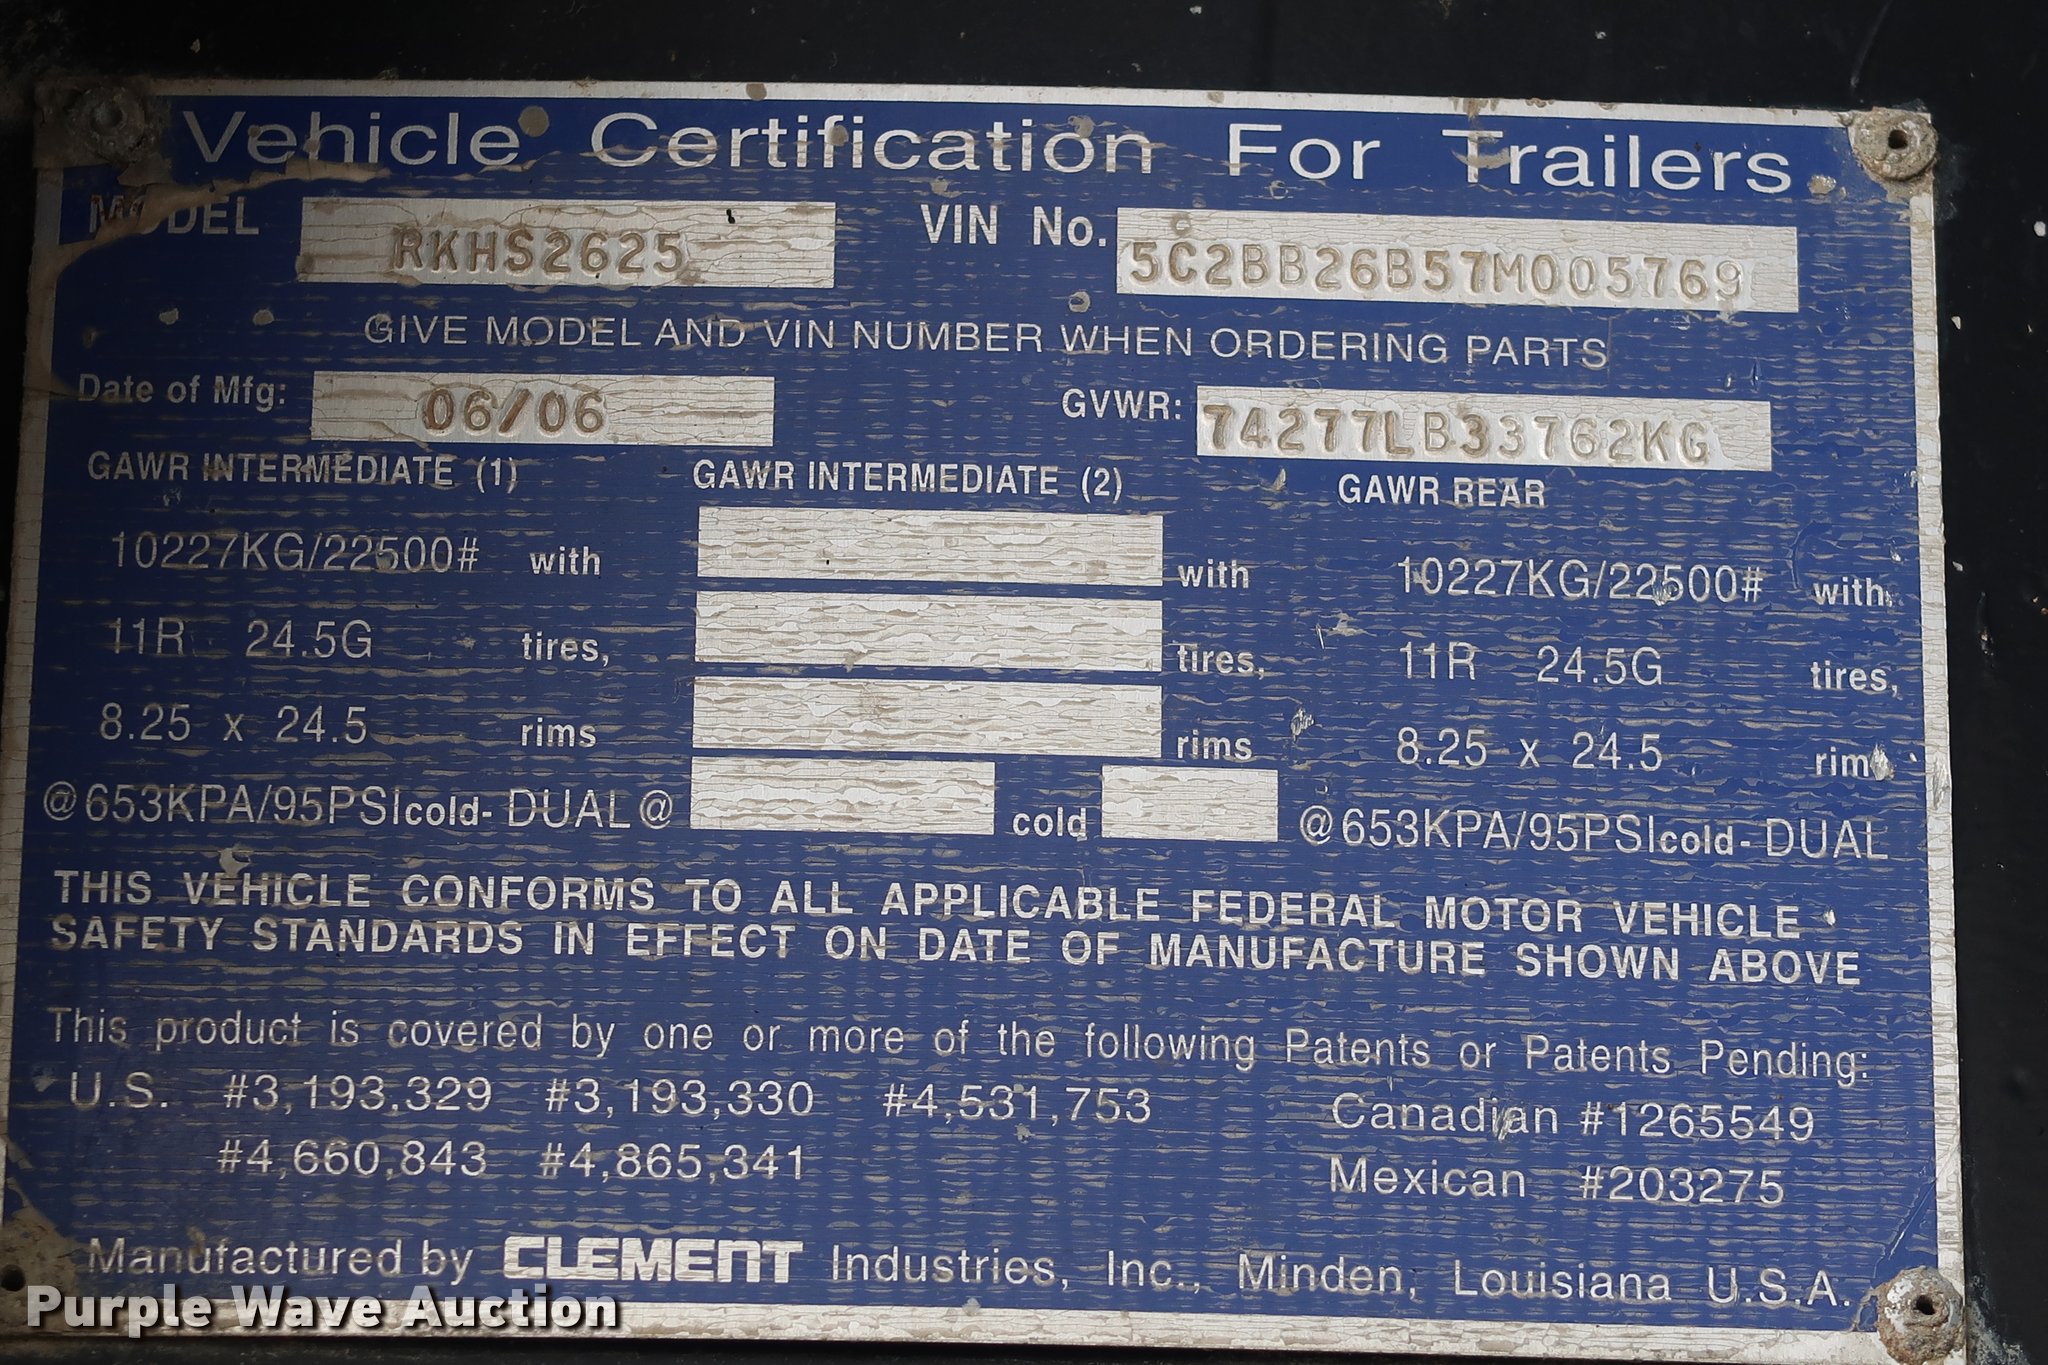 Vehicle Certification For Trailers
MODEL RKHS2625 VIN No. 5C2BB26B57M005769
GIVE MODEL AND VIN NUMBER WHEN ORDERING PARTS
Date of Mfg: 06/06 GVWR: 74277LB33762KG
GAWR INTERMEDIATE (1) GAWR INTERMEDIATE (2) GAWR REAR
10227KG/22500# with with 10227KG/22500# with
11R 24.5G tires, tires, 11R 24.5G tires,
8.25 x 24.5 rims rims 8.25 x 24.5 rims
@653KPA/95PSIcold- DUAL @ cold @653KPA/95PSIcold- DUAL
THIS VEHICLE CONFORMS TO ALL APPLICABLE FEDERAL MOTOR VEHICLE
SAFETY STANDARDS IN EFFECT ON DATE OF MANUFACTURE SHOWN ABOVE
This product is covered by one or more of the following Patents or Patents Pending:
U.S. #3,193,329 #3,193,330 #4,531,753 Canadian #1265549
#4,660,843 #4,865,341 Mexican #203275
Manufactured by CLEMENT Industries, Inc., Minden, Louisiana U.S.A.
Purple Wave Auction